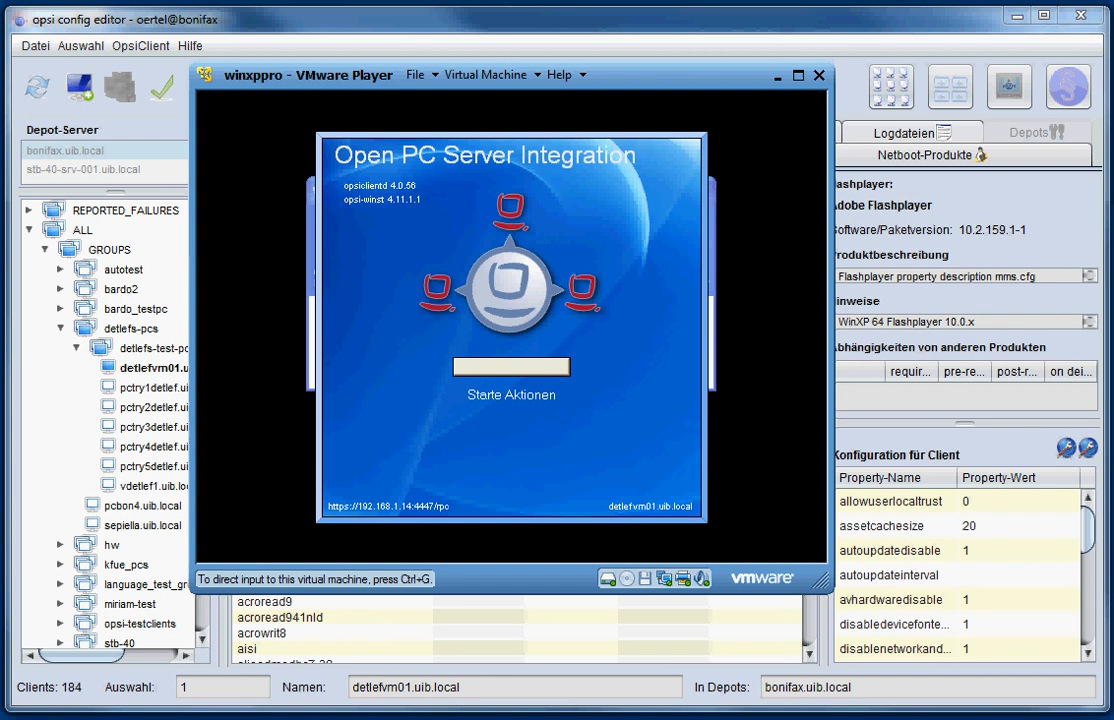 opsi config editor - oertel@bonifax
Datei Auswahl OpsiClient Hilfe
winxppro - VMware Player File Virtual Machine Help
Depot-Server
bonifax.uib.local
stb-40-srv-001.uib.local
REPORTED_FAILURES
ALL
GROUPS
autotest
bardo2
bardo_testpc
detlefs-pcs
detlefs-test-pc
detlefvm01.u
pctry1detlef.ui
pctry2detlef.ui
pctry3detlef.ui
pctry4detlef.ui
pctry5detlef.ui
vdetlef1.uib.lo
pcbon4.uib.local
sepiella.uib.local
hw
kfue_pcs
language_test_gr
miriam-test
opsi-testclients
stb-40
Open PC Server Integration
opsiclientd 4.0.56
opsi-winst 4.11.1.1
Starte Aktionen
https://192.168.1.14:4447/rpc
detlefvm01.uib.local
To direct input to this virtual machine, press Ctrl+G.
vmware
acroread9
acroread941nld
acrowrit8
aisi
Logdateien
Depots
Netboot-Produkte
lashplayer:
Adobe Flashplayer
Software/Paketversion: 10.2.159.1-1
Produktbeschreibung
Flashplayer property description mms.cfg
inweise
WinXP 64 Flashplayer 10.0.x
Abhängigkeiten von anderen Produkten
requir... pre-re... post-r... on dei...
Konfiguration für Client
Property-Name Property-Wert
allowuserlocaltrust 0
assetcachesize 20
autoupdatedisable 1
autoupdateinterval
avhardwaredisable 1
disabledevicefonte... 1
disablenetworkand... 1
Clients: 184 Auswahl: 1 Namen: detlefvm01.uib.local In Depots: bonifax.uib.local